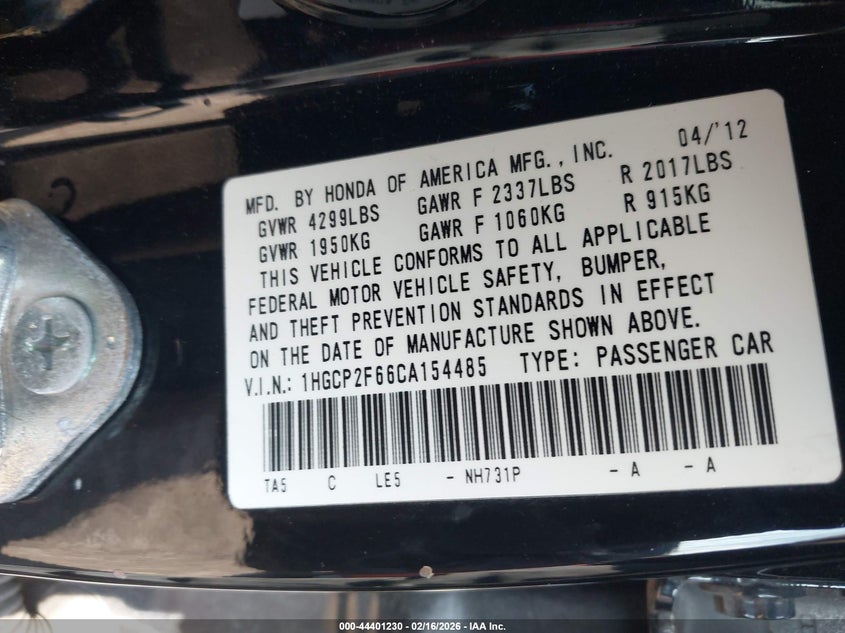 MFD. BY HONDA OF AMERICA MFG., INC. 04/'12
GVWR 4299LBS GAWR F 2337LBS R 2017LBS
GVWR 1950KG GAWR F 1060KG R 915KG
THIS VEHICLE CONFORMS TO ALL APPLICABLE
FEDERAL MOTOR VEHICLE SAFETY, BUMPER,
AND THEFT PREVENTION STANDARDS IN EFFECT
ON THE DATE OF MANUFACTURE SHOWN ABOVE.
V.I.N.: 1HGCP2F66CA154485 TYPE: PASSENGER CAR
TA5 C LE5 - NH731P - A - A
000-44401230 - 02/16/2026 - IAA Inc.